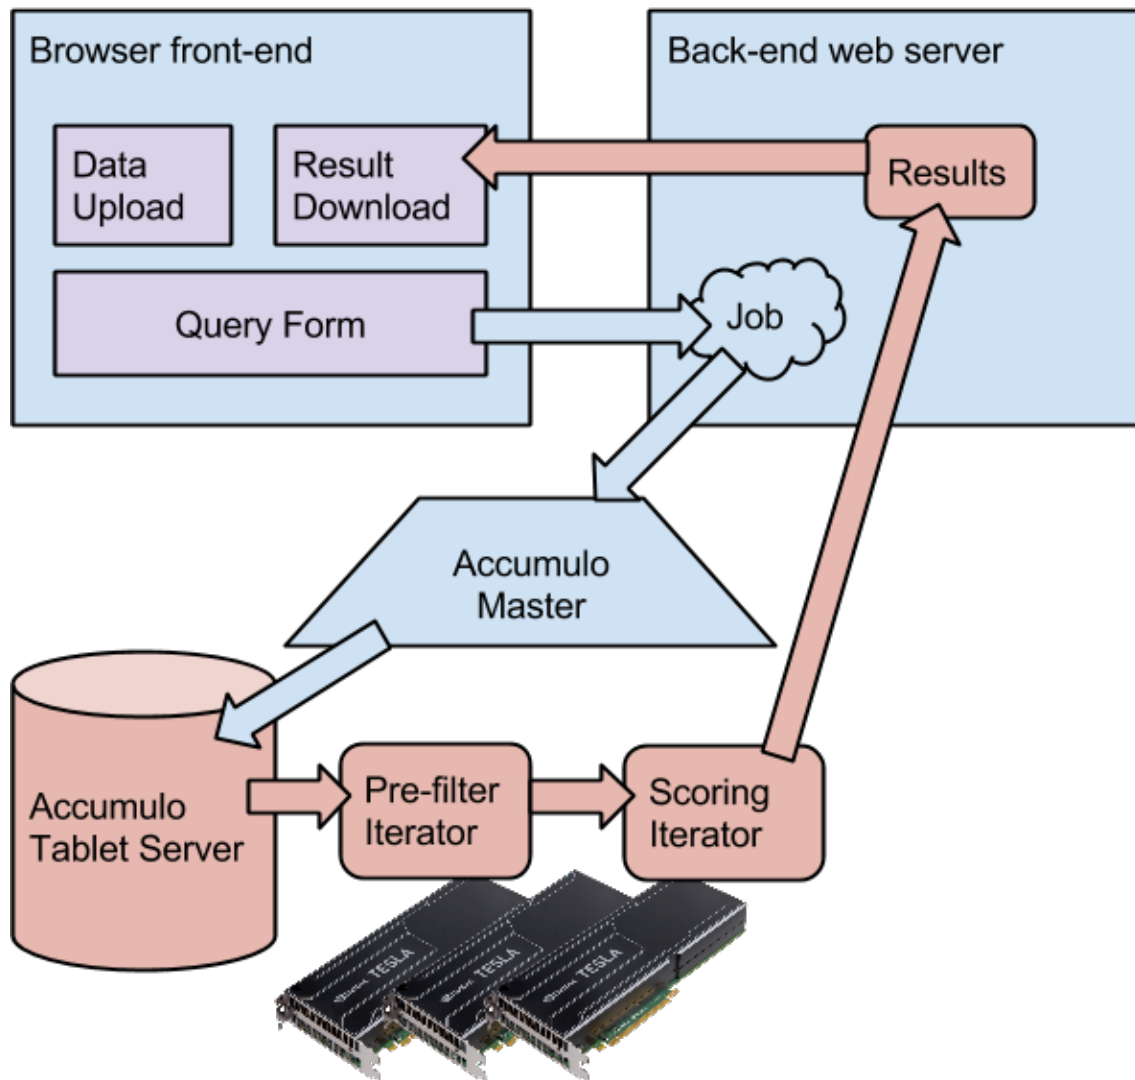 Browser front-end
Back-end web server
Data
Upload
Result
Download
Results
Query Form
Job
Accumulo
Master
Accumulo
Tablet Server
Pre-filter
Iterator
Scoring
Iterator
TESLA
TESLA
TESLA